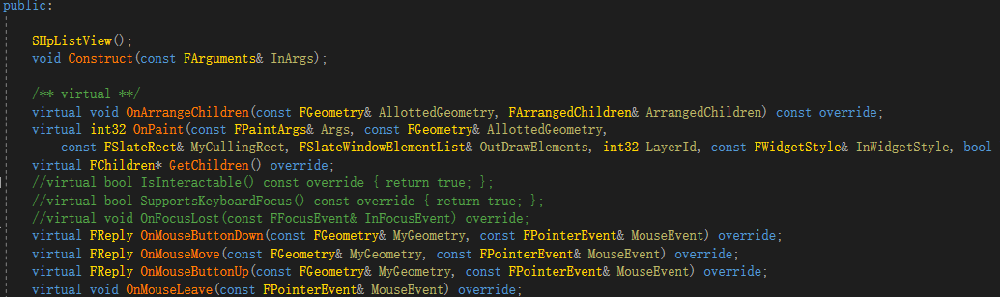 public:
SHpListView();
void Construct(const FArguments& InArgs);
/** virtual **/
virtual void OnArrangeChildren(const FGeometry& AllottedGeometry, FArrangedChildren& ArrangedChildren) const override;
virtual int32 OnPaint(const FPaintArgs& Args, const FGeometry& AllottedGeometry,
const FSlateRect& MyCullingRect, FSlateWindowElementList& OutDrawElements, int32 LayerId, const FWidgetStyle& InWidgetStyle, bool
virtual FChildren* GetChildren() override;
//virtual bool IsInteractable() const override { return true; };
//virtual bool SupportsKeyboardFocus() const override { return true; };
//virtual void OnFocusLost(const FFocusEvent& InFocusEvent) override;
virtual FReply OnMouseButtonDown(const FGeometry& MyGeometry, const FPointerEvent& MouseEvent) override;
virtual FReply OnMouseMove(const FGeometry& MyGeometry, const FPointerEvent& MouseEvent) override;
virtual FReply OnMouseButtonUp(const FGeometry& MyGeometry, const FPointerEvent& MouseEvent) override;
virtual void OnMouseLeave(const FPointerEvent& MouseEvent) override;